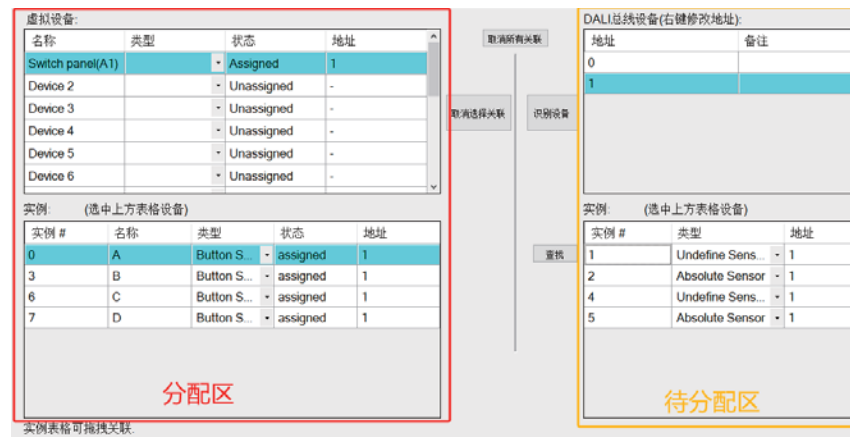 虚拟设备:
名称 类型 状态 地址
Switch panel(A1) Assigned 1
Device 2 Unassigned -
Device 3 Unassigned -
Device 4 Unassigned -
Device 5 Unassigned -
Device 6 Unassigned -
实例: (选中上方表格设备)
实例 # 名称 类型 状态 地址
0 A Button S... assigned 1
3 B Button S... assigned 1
6 C Button S... assigned 1
7 D Button S... assigned 1
分配区
实例表格可拖拽关联.
取消所有关联
取消选择关联 识别设备
查找
DALI总线设备(右键修改地址):
地址 备注
0
1
实例: (选中上方表格设备)
实例 # 类型 地址
1 Undefine Sens... 1
2 Absolute Sensor 1
4 Undefine Sens... 1
5 Absolute Sensor 1
待分配区